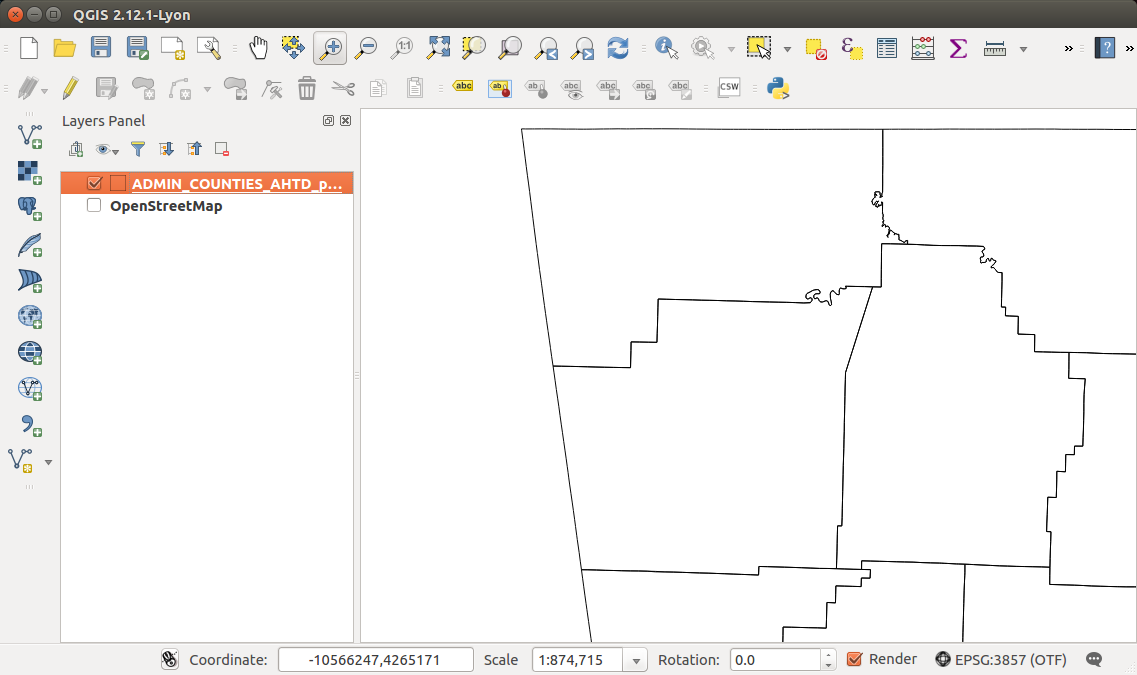 QGIS 2.12.1-Lyon
1:1
abc ab abc abc abc abc abc CSW
Layers Panel
ADMIN_COUNTIES_AHTD_p...
OpenStreetMap
Coordinate: -10566247,4265171 Scale 1:874,715 Rotation: 0.0 Render EPSG:3857 (OTF)